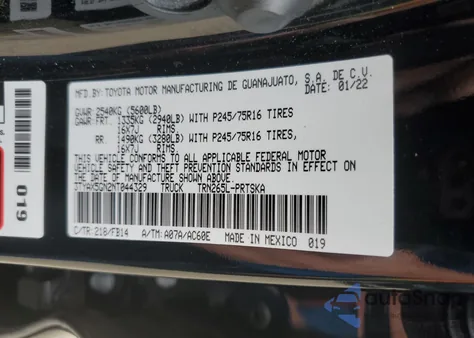 MFD.BY:TOYOTA MOTOR MANUFACTURING DE GUANAJUATO, S.A. DE C.V.
DATE: 01/22
GVWR 2540KG (5600LB)
GAWR FRT. 1335KG (2940LB) WITH P245/75R16 TIRES
16X7J RIMS,
RR. 1490KG (3280LB) WITH P245/75R16 TIRES,
16X7J RIMS,
THIS VEHICLE CONFORMS TO ALL APPLICABLE FEDERAL MOTOR
VEHICLE SAFETY AND THEFT PREVENTION STANDARDS IN EFFECT ON
THE DATE OF MANUFACTURE SHOWN ABOVE.
3TYAX5GN2NT044329 TRUCK TRN265L-PRTSKA
C/TR: 218/FB14 A/TM: A07A/AC60E MADE IN MEXICO 019
019